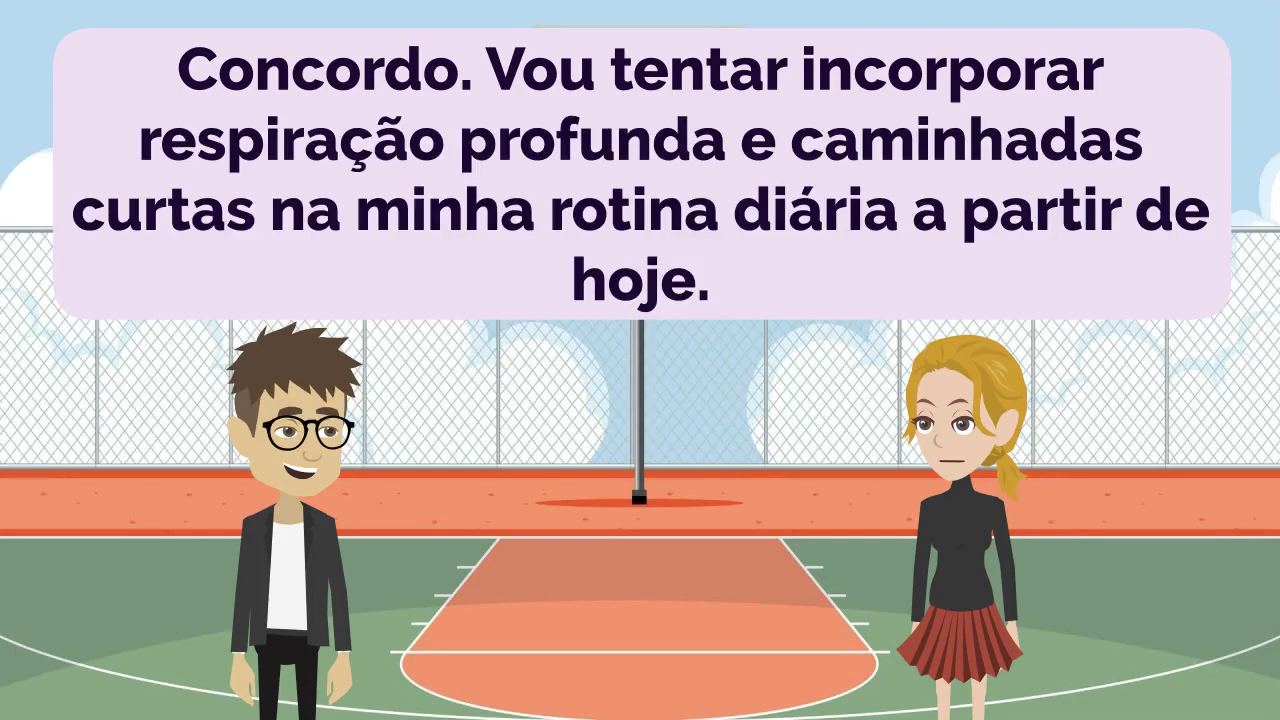 Concordo. Vou tentar incorporar
respiração profunda e caminhadas
curtas na minha rotina diária a partir de
hoje.